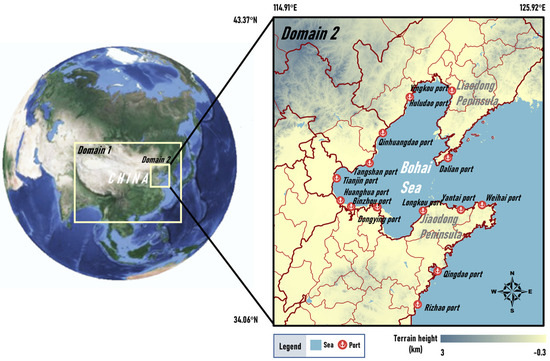 114.91°E
125.92°E
43.37°N
Domain 2
Yingkou port
Huludao port
Liaodong
Peninsula
Qinhuangdao port
Domain 1
Domain 2
CHINA
Tangshan port
Tianjin port
Huanghua port
Binzhou port
Dongying port
Bohai
Sea
Dalian port
Longkou port
Yantai port
Weihai port
Jiaodong
Peninsula
Qingdao port
Rizhao port
N
W
E
S
34.06°N
Legend
Sea
Port
Terrain height
(km)
3
-0.3